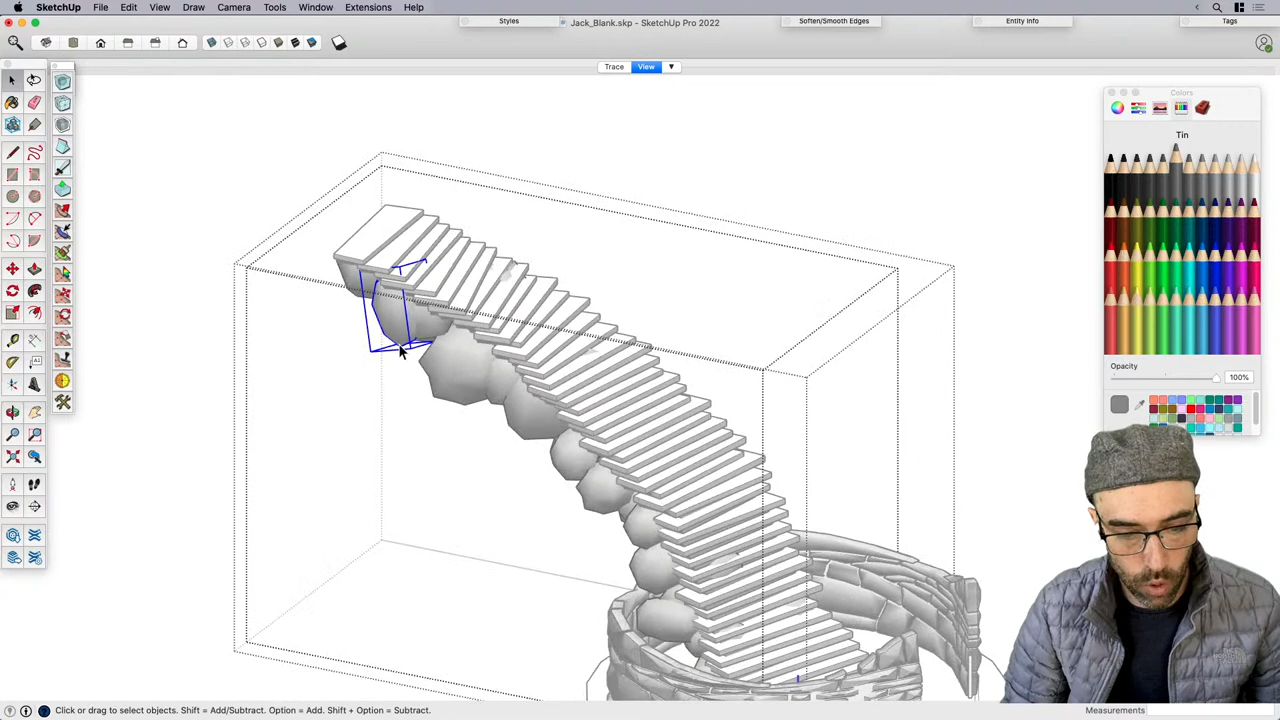 SketchUp File Edit View Draw Camera Tools Window Extensions Help
Styles
Jack_Blank.skp - SketchUp Pro 2022
Soften/Smooth Edges
Entity Info
Tags
Trace View
Colors
Tin
Opacity
100%
Click or drag to select objects. Shift = Add/Subtract. Option = Add. Shift + Option = Subtract.
Measurements